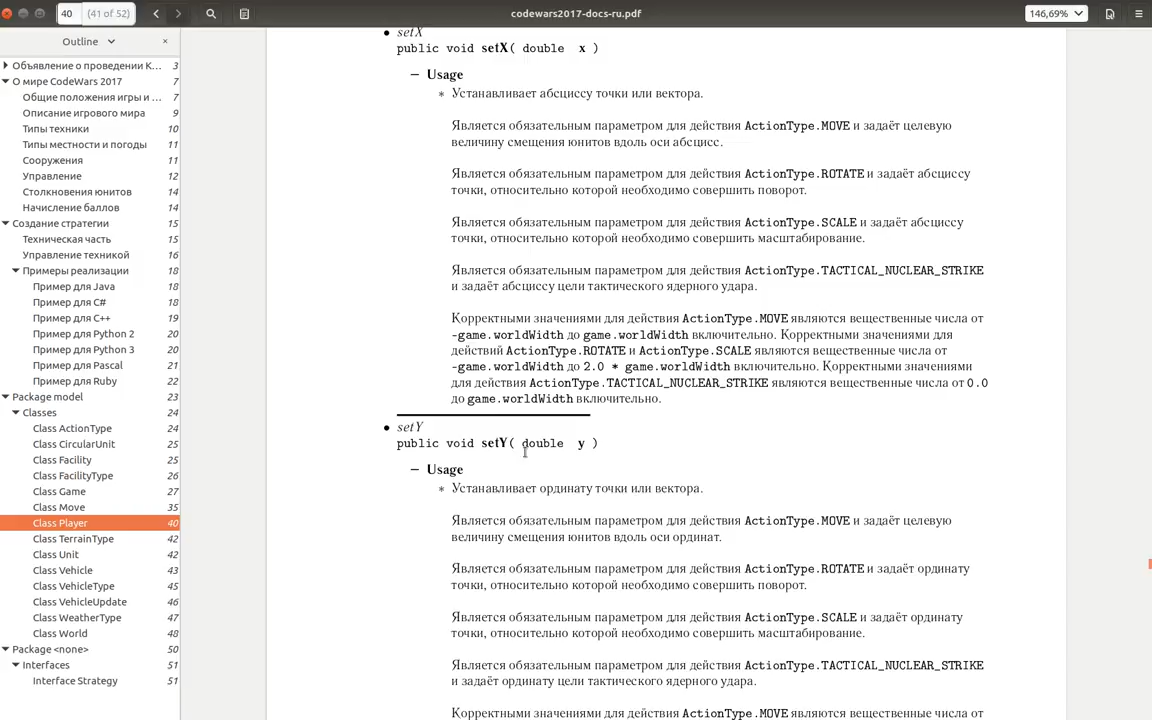 40 (41 of 52) codewars2017-docs-ru.pdf 146,69%
Outline
Объявление о проведении К... 3
О мире CodeWars 2017 7
Общие положения игры и ... 7
Описание игрового мира 9
Типы техники 10
Типы местности и погоды 11
Сооружения 11
Управление 12
Столкновения юнитов 14
Начисление баллов 14
Создание стратегии 15
Техническая часть 15
Управление техникой 16
Примеры реализации 18
Пример для Java 18
Пример для C# 18
Пример для C++ 19
Пример для Python 2 20
Пример для Python 3 20
Пример для Pascal 21
Пример для Ruby 22
Package model 23
Classes 24
Class ActionType 24
Class CircularUnit 25
Class Facility 25
Class FacilityType 26
Class Game 27
Class Move 35
Class Player 40
Class TerrainType 42
Class Unit 42
Class Vehicle 43
Class VehicleType 45
Class VehicleUpdate 46
Class WeatherType 47
Class World 48
Package <none> 50
Interfaces 51
Interface Strategy 51
• setX
public void setX( double x )
– Usage
* Устанавливает абсциссу точки или вектора.
Является обязательным параметром для действия ActionType.MOVE и задаёт целевую
величину смещения юнитов вдоль оси абсцисс.
Является обязательным параметром для действия ActionType.ROTATE и задаёт абсциссу
точки, относительно которой необходимо совершить поворот.
Является обязательным параметром для действия ActionType.SCALE и задаёт абсциссу
точки, относительно которой необходимо совершить масштабирование.
Является обязательным параметром для действия ActionType.TACTICAL_NUCLEAR_STRIKE
и задаёт абсциссу цели тактического ядерного удара.
Корректными значениями для действия ActionType.MOVE являются вещественные числа от
-game.worldWidth до game.worldWidth включительно. Корректными значениями для
действий ActionType.ROTATE и ActionType.SCALE являются вещественные числа от
-game.worldWidth до 2.0 * game.worldWidth включительно. Корректными значениями
для действия ActionType.TACTICAL_NUCLEAR_STRIKE являются вещественные числа от 0.0
до game.worldWidth включительно.
• setY
public void setY( double y )
– Usage
* Устанавливает ординату точки или вектора.
Является обязательным параметром для действия ActionType.MOVE и задаёт целевую
величину смещения юнитов вдоль оси ординат.
Является обязательным параметром для действия ActionType.ROTATE и задаёт ординату
точки, относительно которой необходимо совершить поворот.
Является обязательным параметром для действия ActionType.SCALE и задаёт ординату
точки, относительно которой необходимо совершить масштабирование.
Является обязательным параметром для действия ActionType.TACTICAL_NUCLEAR_STRIKE
и задаёт ординату цели тактического ядерного удара.
Корректными значениями для действия ActionType.MOVE являются вещественные числа от